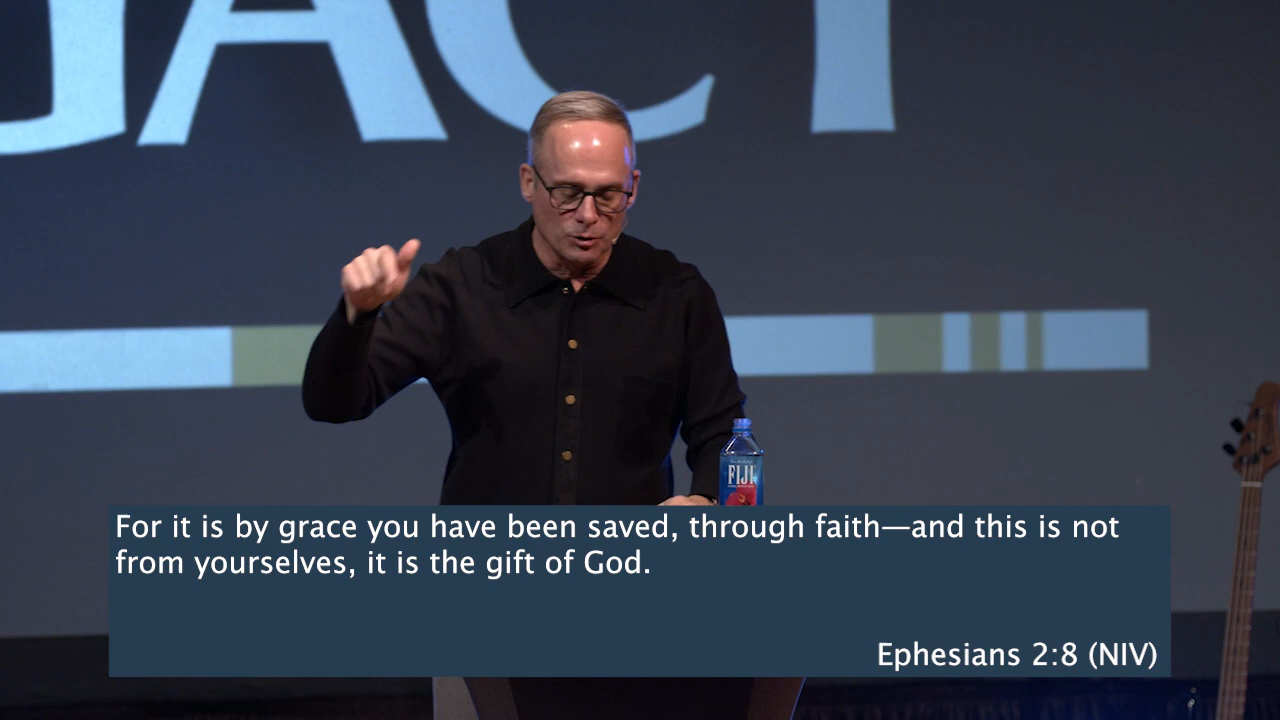 GACY
FIJI
For it is by grace you have been saved, through faith—and this is not
from yourselves, it is the gift of God.
Ephesians 2:8 (NIV)